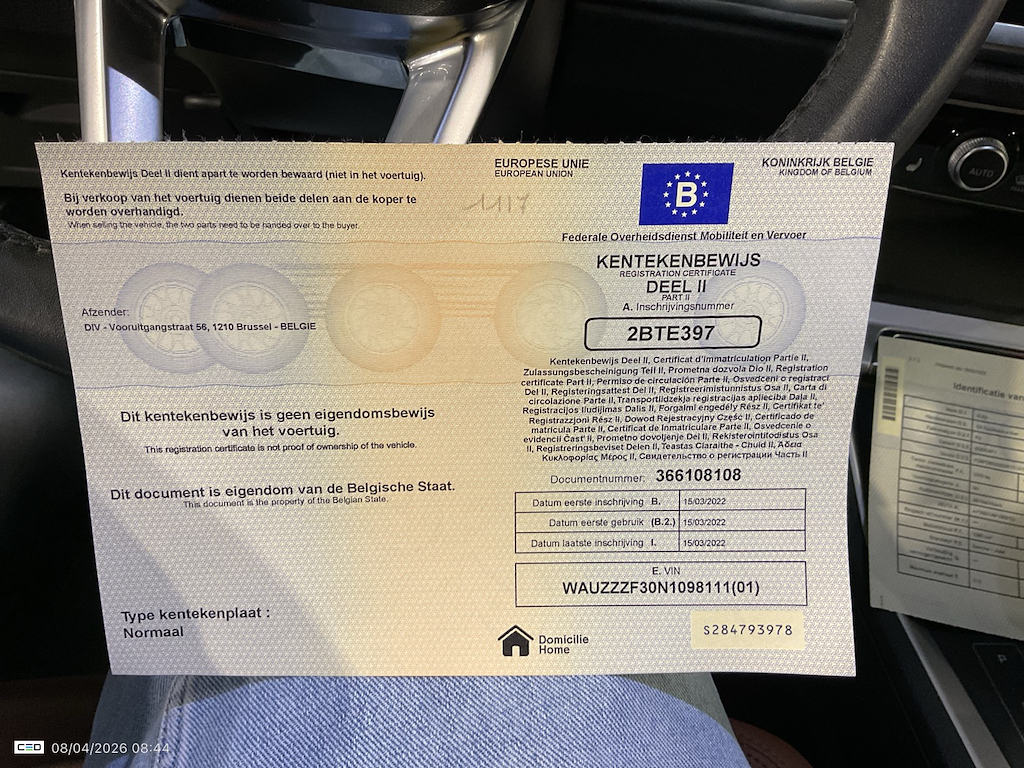 Kentekenbewijs Deel II dient apart te worden bewaard (niet in het voertuig).
Bij verkoop van het voertuig dienen beide delen aan de koper te
worden overhandigd.
When selling the vehicle, the two parts need to be handed over to the buyer.
1117
Afzender:
DIV - Vooruitgangstraat 56, 1210 Brussel - BELGIE
Dit kentekenbewijs is geen eigendomsbewijs
van het voertuig.
This registration certificate is not proof of ownership of the vehicle.
Dit document is eigendom van de Belgische Staat.
This document is the property of the Belgian State.
Type kentekenplaat :
Normaal
EUROPESE UNIE
EUROPEAN UNION
B
KONINKRIJK BELGIE
KINGDOM OF BELGIUM
Federale Overheidsdienst Mobiliteit en Vervoer
KENTEKENBEWIJS
REGISTRATION CERTIFICATE
DEEL II
PART II
A. Inschrijvingsnummer
2BTE397
Kentekenbewijs Deel II, Certificat d'immatriculation Partie II,
Zulassungsbescheinigung Teil II, Prometna dozvola Dio II, Registration
certificate Part II, Permiso de circulación Parte II, Osvedceni o registraci
Del II, Registeringsattest Del II, Registreerimistunnistus Osa II, Carta di
circolazione Parte II, Transportlidzekja registracijas aplieciba Daļa II,
Registracijos liudijimas Dalis II, Forgalmi engedély Rész II, Certifikat te'
Registrazzjoni Rész II, Dowod Rejestracyjny Część II, Certificado de
matrícula Parte II, Certificat de Inmatriculare Parte II, Osvedcenie o
evidencii Časť II, Prometno dovoljenje Del II, Rekisteröintitodistus Osa
II, Registreringsbeviset Delen II, Teastas Claraithe - Chuid II, Άδεια
Κυκλοφορίας Μέρος II, Свидетельство о регистрации Часть II
Documentnummer: 366108108
Datum eerste inschrijving B. 15/03/2022
Datum eerste gebruik (B.2.) 15/03/2022
Datum laatste inschrijving I. 15/03/2022
E. VIN
WAUZZZF30N1098111(01)
Domicilie
Home
S284793978
AUTO
Identificatie van
P
CED 08/04/2026 08:44